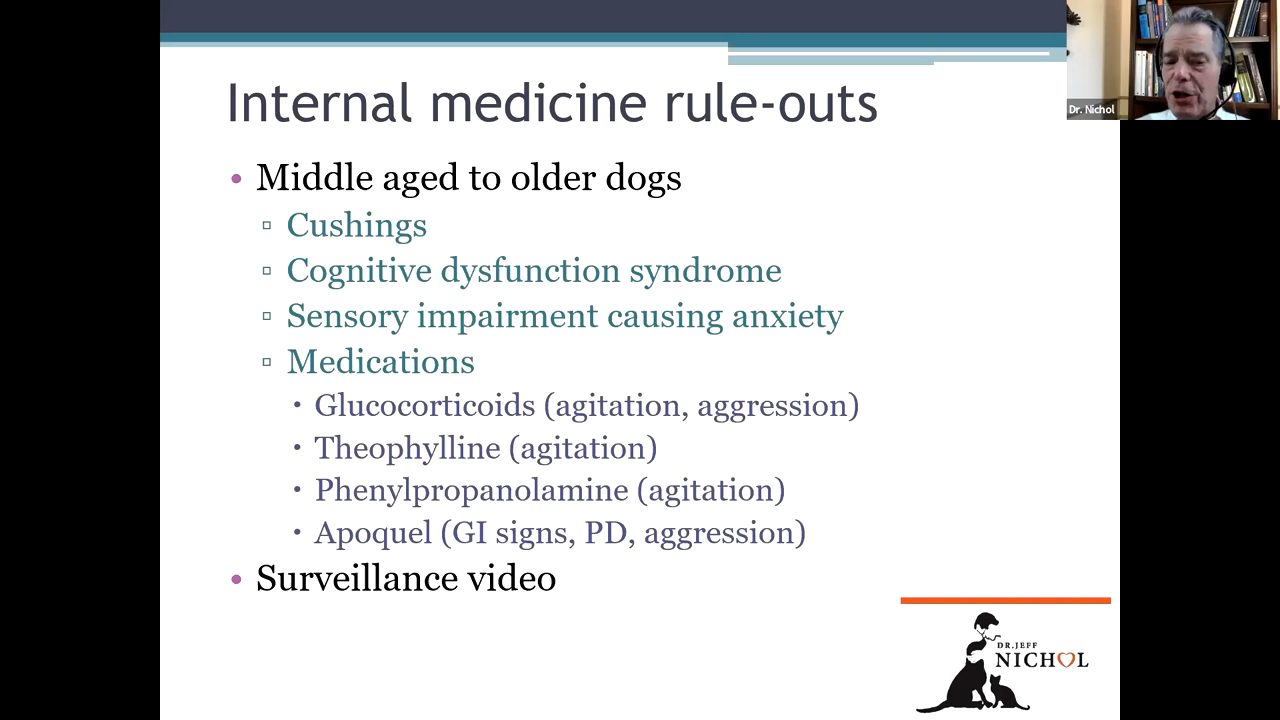 Internal medicine rule-outs
Dr. Nichol
• Middle aged to older dogs
▫ Cushings
▫ Cognitive dysfunction syndrome
▫ Sensory impairment causing anxiety
▫ Medications
• Glucocorticoids (agitation, aggression)
• Theophylline (agitation)
• Phenylpropanolamine (agitation)
• Apoquel (GI signs, PD, aggression)
• Surveillance video
DR. JEFF
NICHOL